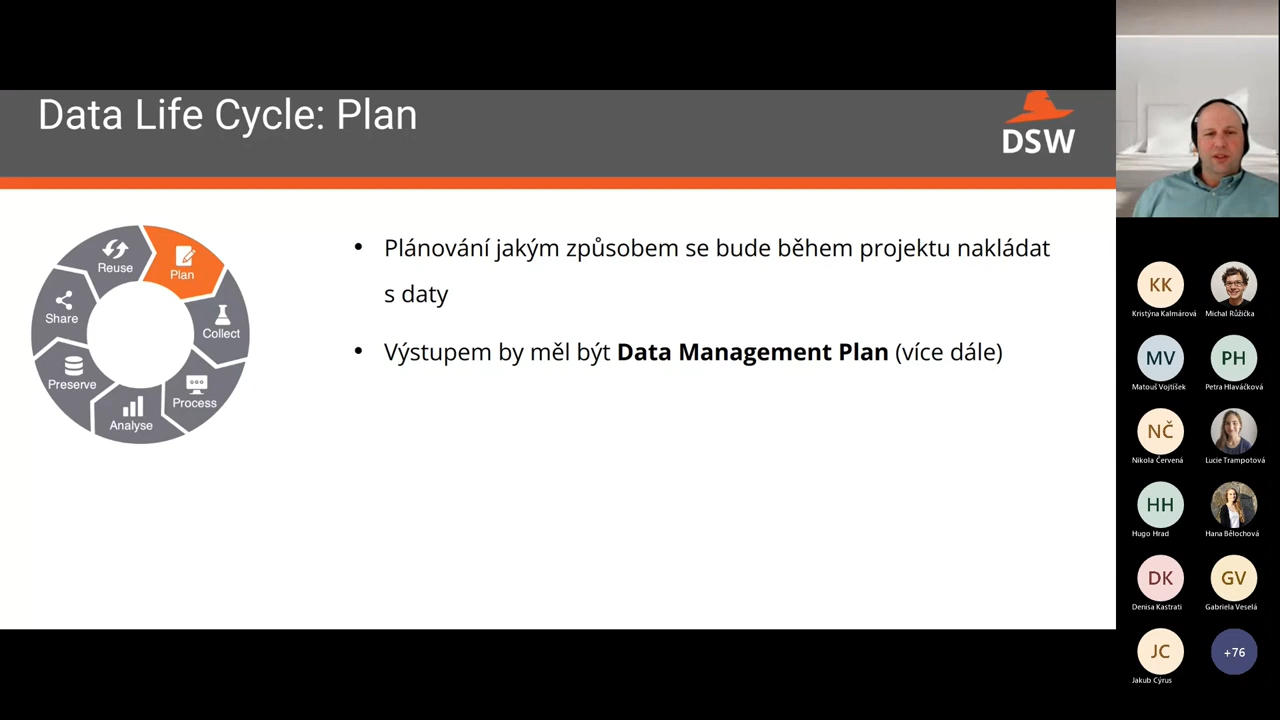 Data Life Cycle: Plan
DSW
Reuse
Plan
Share
Collect
Preserve
Process
Analyse
• Plánování jakým způsobem se bude během projektu nakládat
s daty
• Výstupem by měl být Data Management Plan (více dále)
KK
Kristýna Kalmárová
Michal Růžička
MV
PH
Matouš Vojtíšek
Petra Hlaváčková
NČ
Nikola Červená
Lucie Trampotová
HH
Hugo Hrad
Hana Bělochová
DK
GV
Denisa Kastrati
Gabriela Veselá
JC
+76
Jakub Cýrus